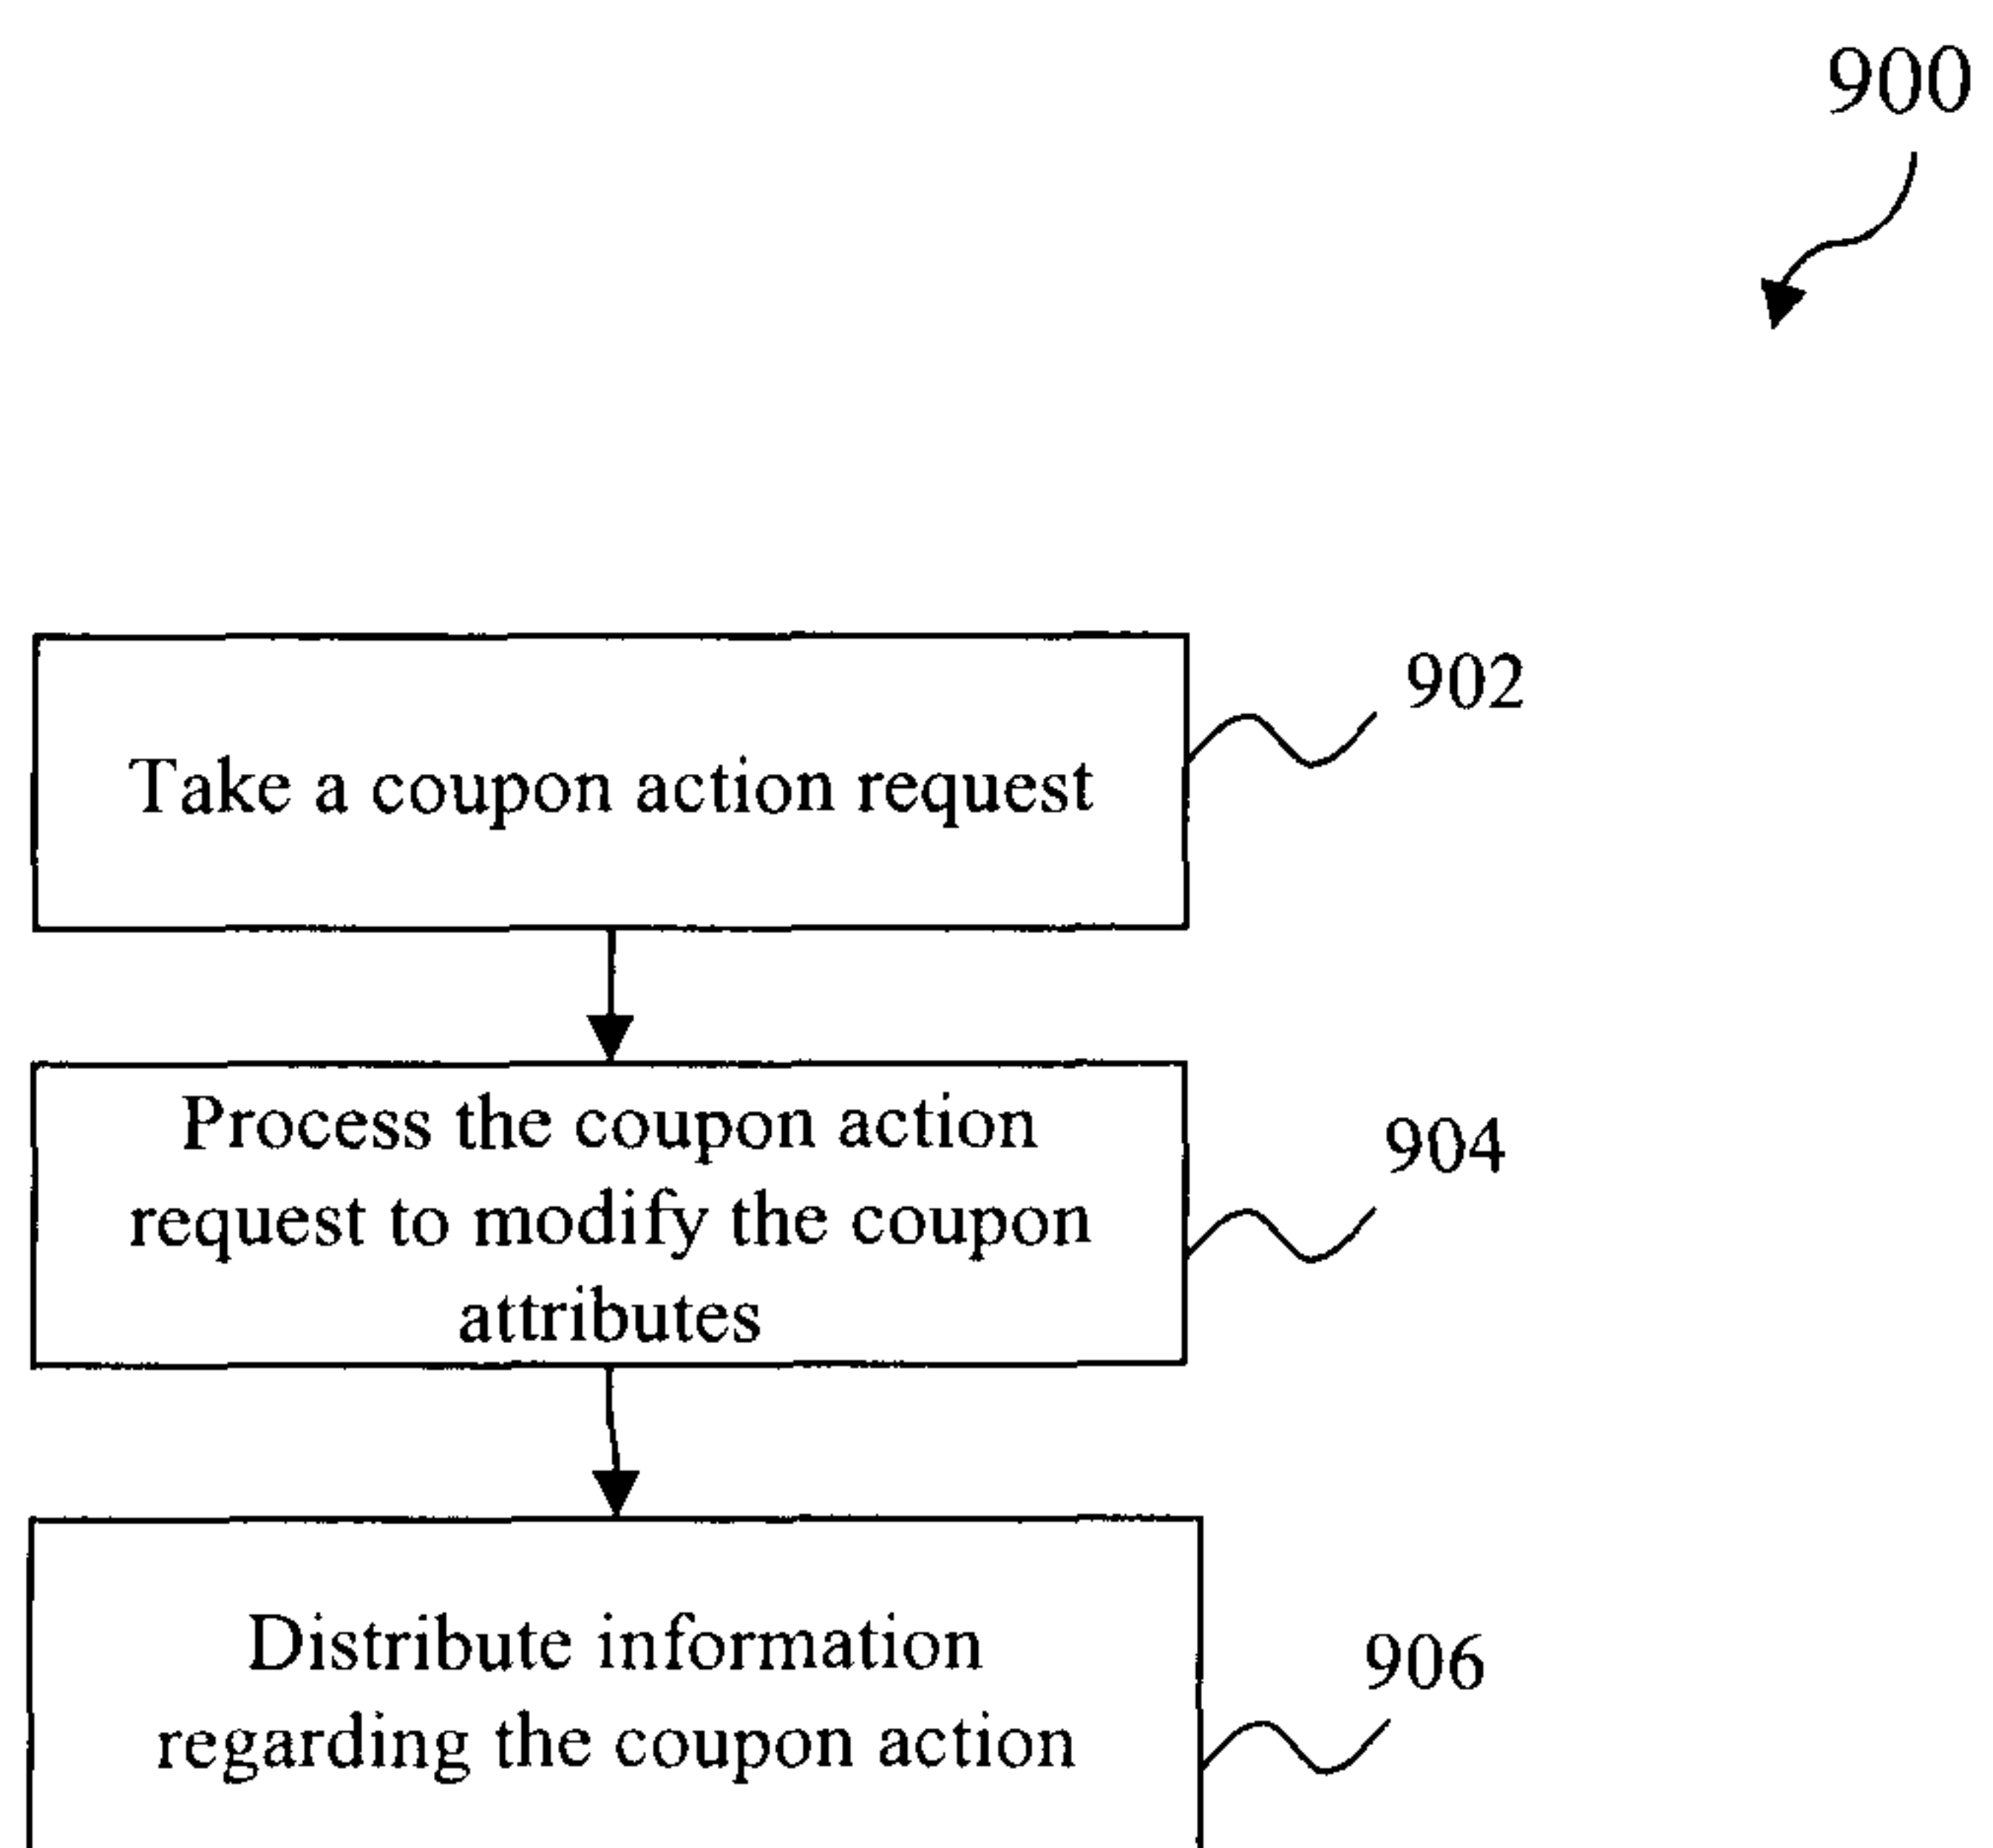 900
Take a coupon action request
902
Process the coupon action
request to modify the coupon
attributes
904
Distribute information
regarding the coupon action
906